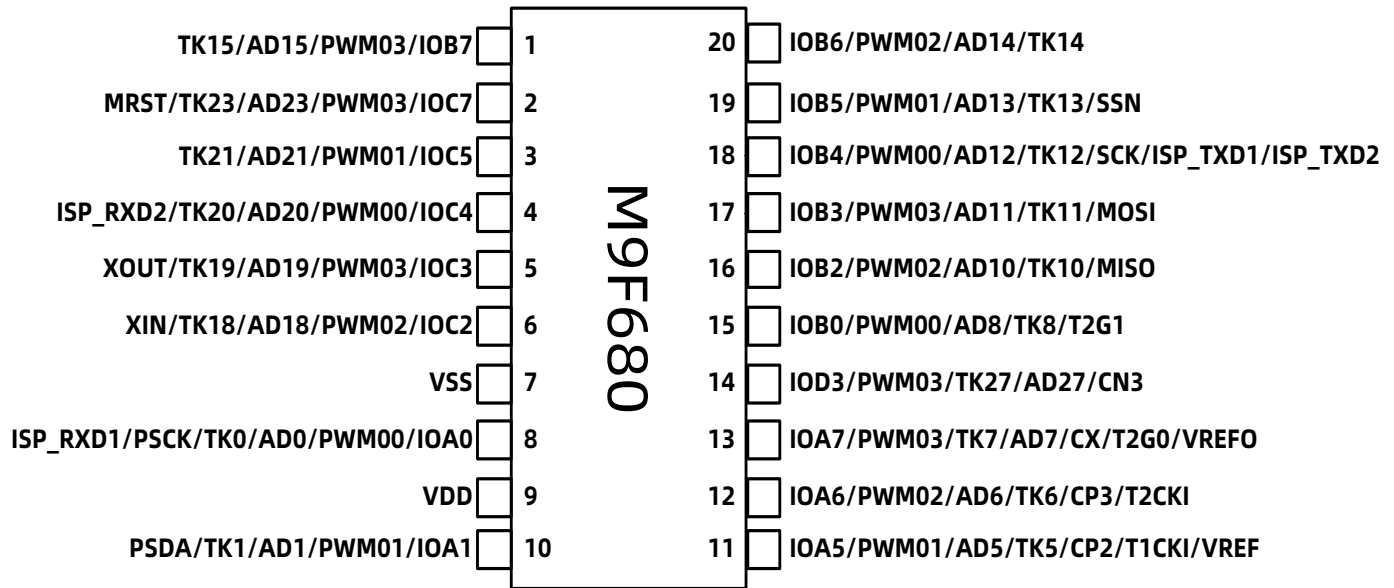 TK15/AD15/PWM03/IOB7 1 20 IOB6/PWM02/AD14/TK14
MRST/TK23/AD23/PWM03/IOC7 2 19 IOB5/PWM01/AD13/TK13/SSN
TK21/AD21/PWM01/IOC5 3 18 IOB4/PWM00/AD12/TK12/SCK/ISP_TXD1/ISP_TXD2
ISP_RXD2/TK20/AD20/PWM00/IOC4 4 17 IOB3/PWM03/AD11/TK11/MOSI
XOUT/TK19/AD19/PWM03/IOC3 5 16 IOB2/PWM02/AD10/TK10/MISO
XIN/TK18/AD18/PWM02/IOC2 6 15 IOB0/PWM00/AD8/TK8/T2G1
VSS 7 14 IOD3/PWM03/TK27/AD27/CN3
ISP_RXD1/PSCK/TK0/AD0/PWM00/IOA0 8 13 IOA7/PWM03/TK7/AD7/CX/T2G0/VREFO
VDD 9 12 IOA6/PWM02/AD6/TK6/CP3/T2CKI
PSDA/TK1/AD1/PWM01/IOA1 10 11 IOA5/PWM01/AD5/TK5/CP2/T1CKI/VREF
M9F680